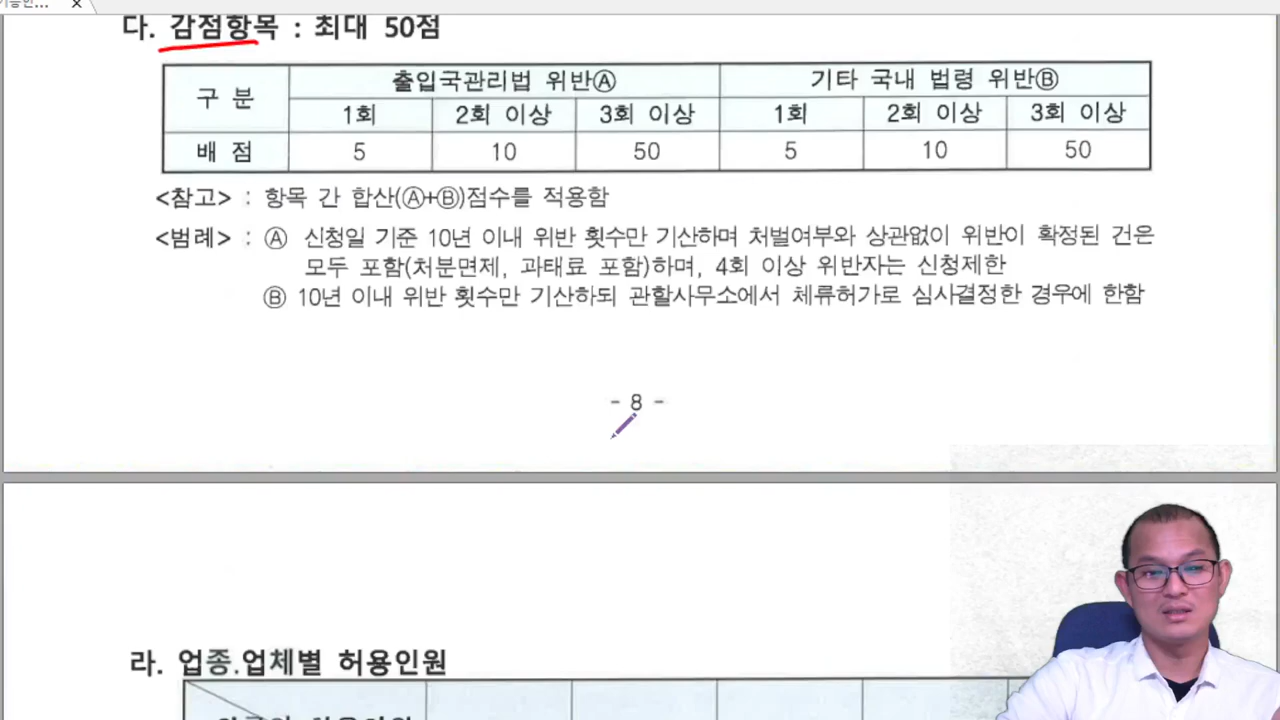 다. 감점항목 : 최대 50점
구 분 출입국관리법 위반Ⓐ 기타 국내 법령 위반Ⓑ
1회 2회 이상 3회 이상 1회 2회 이상 3회 이상
배 점 5 10 50 5 10 50
<참고> : 항목 간 합산(Ⓐ+Ⓑ)점수를 적용함
<범례> : Ⓐ 신청일 기준 10년 이내 위반 횟수만 기산하며 처벌여부와 상관없이 위반이 확정된 건은
모두 포함(처분면제, 과태료 포함)하며, 4회 이상 위반자는 신청제한
Ⓑ 10년 이내 위반 횟수만 기산하되 관할사무소에서 체류허가로 심사결정한 경우에 한함
- 8 -
라. 업종.업체별 허용인원